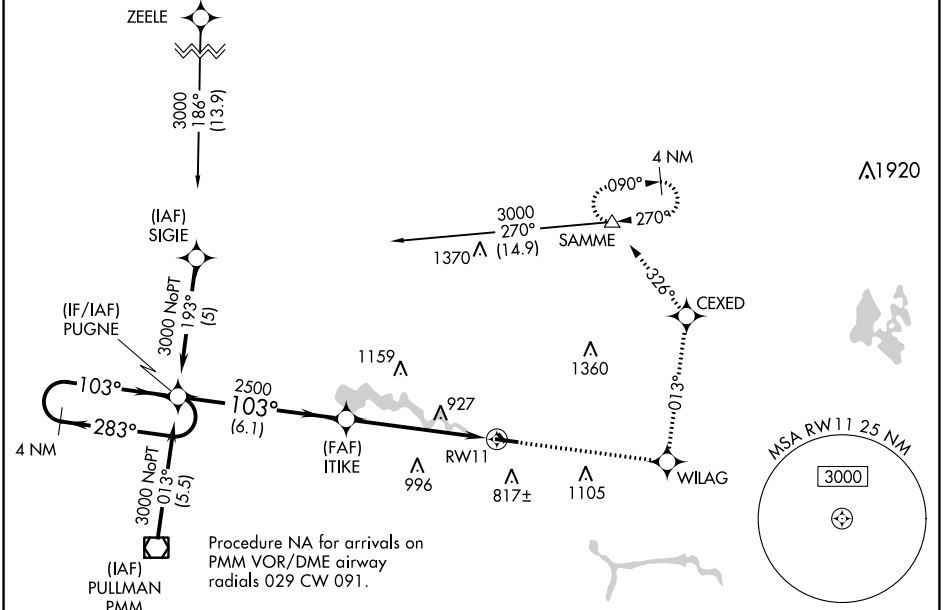 ZEELE
3000
186°
(13.9)
4 NM
090°
270°
SAMME
3000
270°
(14.9)
1370
1920
(IAF)
SIGIE
3000 NoPT
193°
(5)
(IF/IAF)
PUGNE
326°
CEXED
1159
1360
013°
103°
283°
4 NM
2500
103°
(6.1)
927
(FAF)
ITIKE
RW11
996
817±
1105
WILAG
MSA RW11 25 NM
3000
3000 NoPT
013°
(5.5)
(IAF)
PULLMAN
PMM
Procedure NA for arrivals on
PMM VOR/DME airway
radials 029 CW 091.